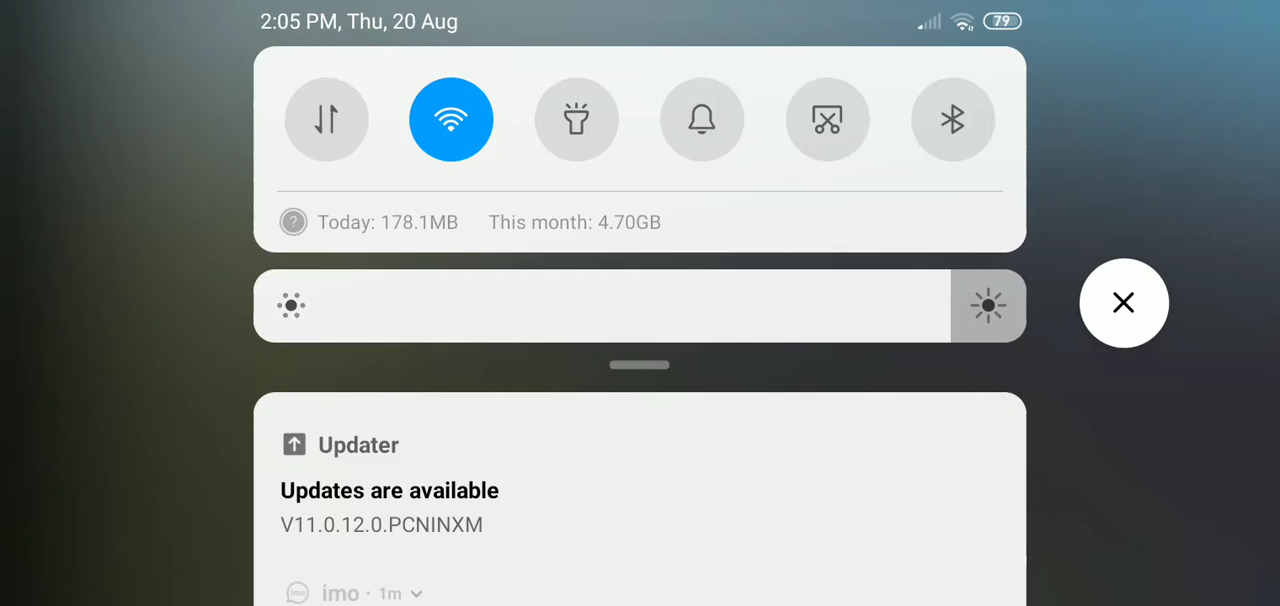 2:05 PM, Thu, 20 Aug 79
? Today: 178.1MB This month: 4.70GB
Updater
Updates are available
V11.0.12.0.PCNINXM
imo imo · 1m